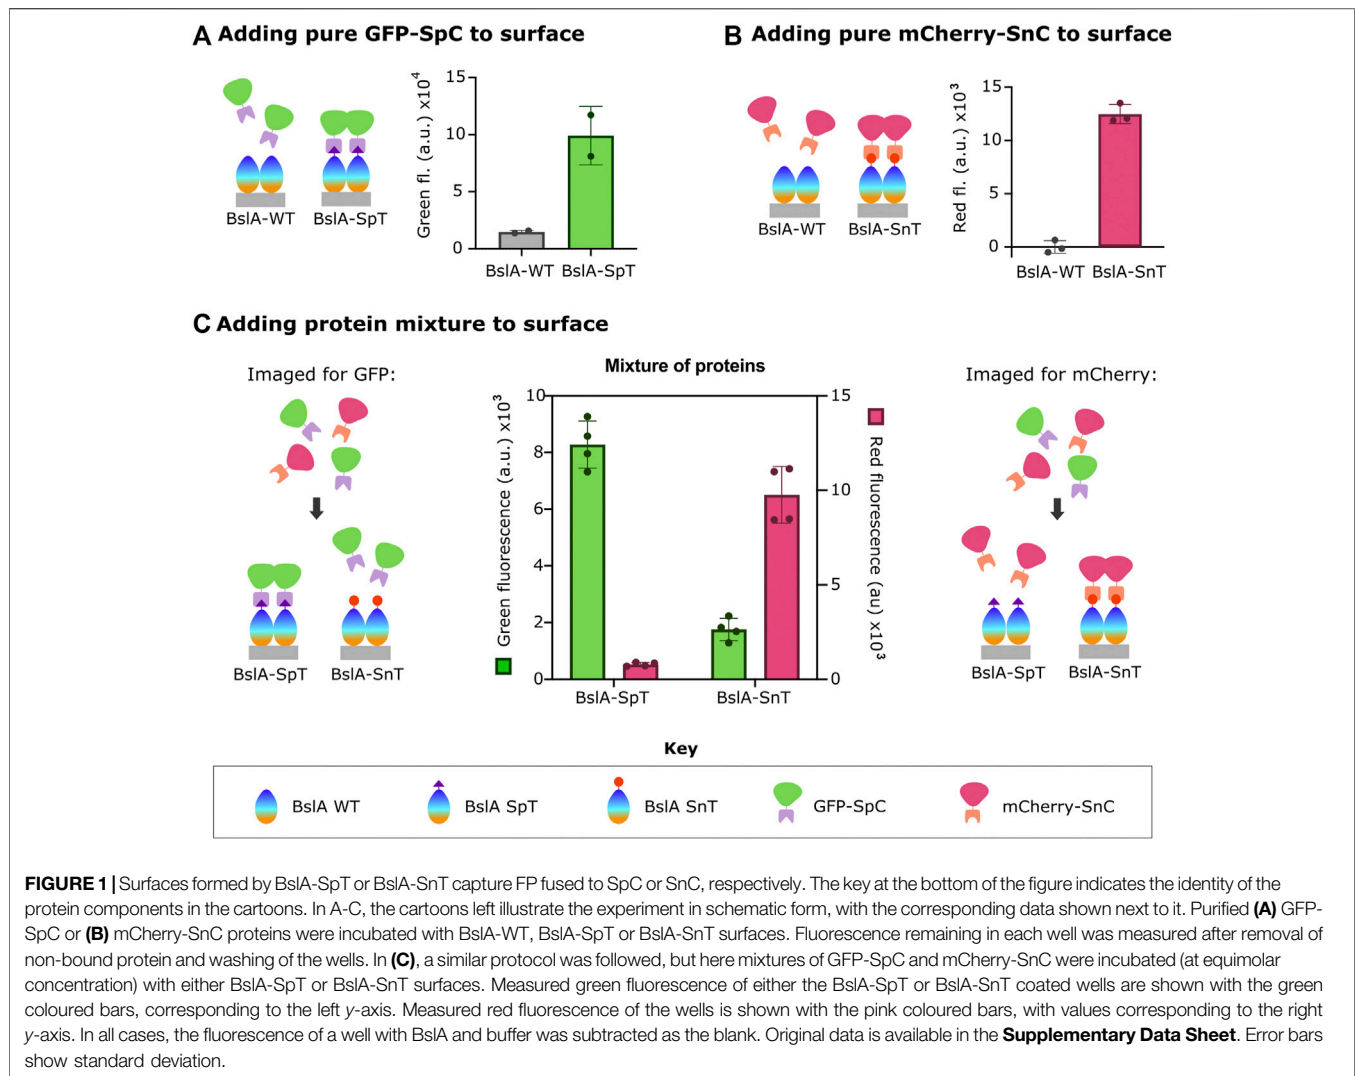 A Adding pure GFP-SpC to surface
Green fl. (a.u.) x10⁴
15
10
5
0
BslA-WT
BslA-SpT
BslA-WT BslA-SpT
B Adding pure mCherry-SnC to surface
Red fl. (a.u.) x10³
15
10
5
0
BslA-WT
BslA-SnT
BslA-WT BslA-SnT
C Adding protein mixture to surface
Imaged for GFP:
BslA-SpT
BslA-SnT
Mixture of proteins
Green fluorescence (a.u.) x10³
10
8
6
4
2
0
15
10
5
0
Red fluorescence (au) x10³
BslA-SpT
BslA-SnT
Imaged for mCherry:
BslA-SpT
BslA-SnT
Key
BslA WT
BslA SpT
BslA SnT
GFP-SpC
mCherry-SnC
FIGURE 1 | Surfaces formed by BslA-SpT or BslA-SnT capture FP fused to SpC or SnC, respectively. The key at the bottom of the figure indicates the identity of the
protein components in the cartoons. In A-C, the cartoons left illustrate the experiment in schematic form, with the corresponding data shown next to it. Purified (A) GFP-
SpC or (B) mCherry-SnC proteins were incubated with BslA-WT, BslA-SpT or BslA-SnT surfaces. Fluorescence remaining in each well was measured after removal of
non-bound protein and washing of the wells. In (C), a similar protocol was followed, but here mixtures of GFP-SpC and mCherry-SnC were incubated (at equimolar
concentration) with either BslA-SpT or BslA-SnT surfaces. Measured green fluorescence of either the BslA-SpT or BslA-SnT coated wells are shown with the green
coloured bars, corresponding to the left y-axis. Measured red fluorescence of the wells is shown with the pink coloured bars, with values corresponding to the right
y-axis. In all cases, the fluorescence of a well with BslA and buffer was subtracted as the blank. Original data is available in the Supplementary Data Sheet. Error bars
show standard deviation.